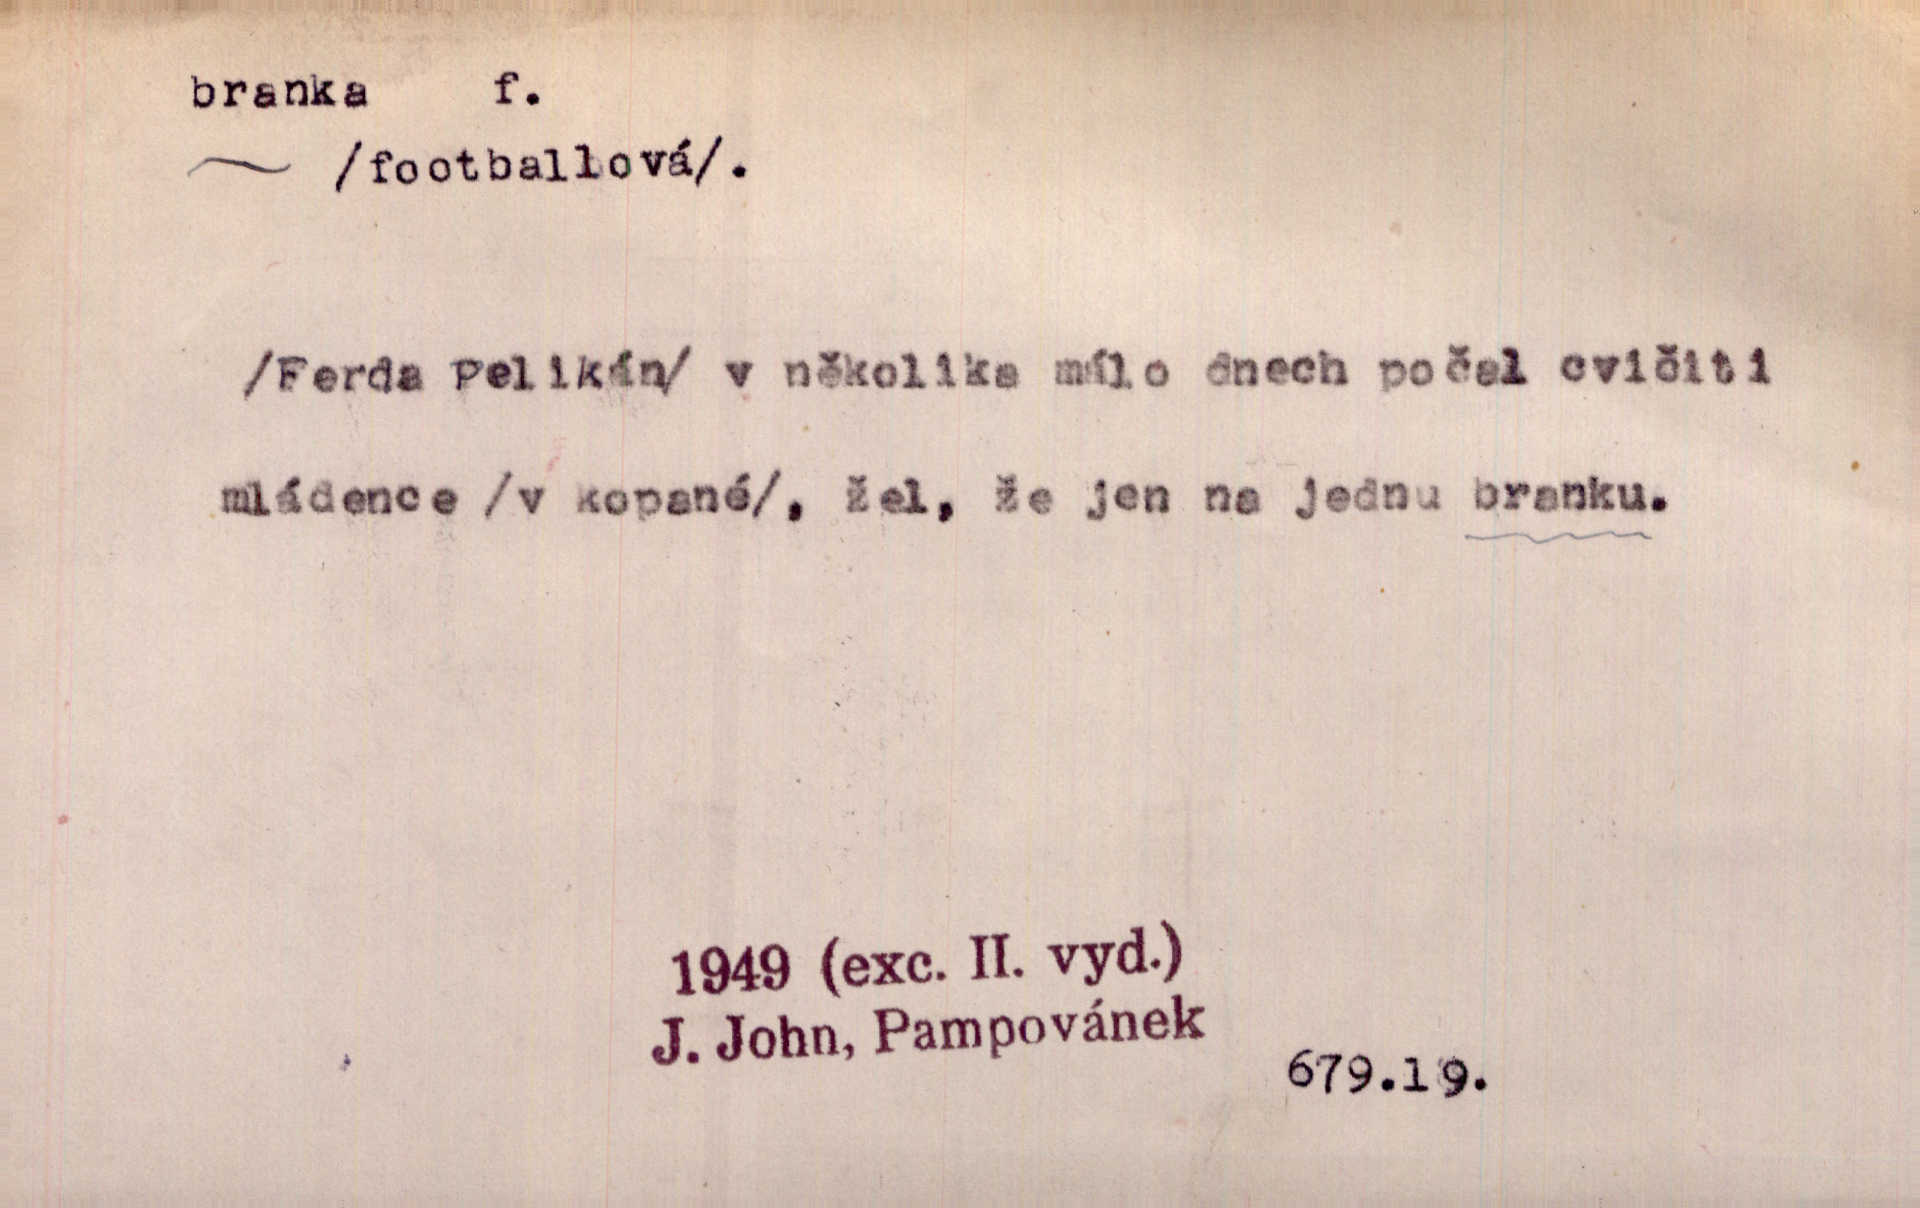 branka f.
/footballová/.
/Ferda Pelikán/ v několika málo dnech počal cvičiti
mládence /v kopané/, žel, že jen na jednu branku.
1949 (exc. II. vyd.)
J. John, Pampovánek
679.19.